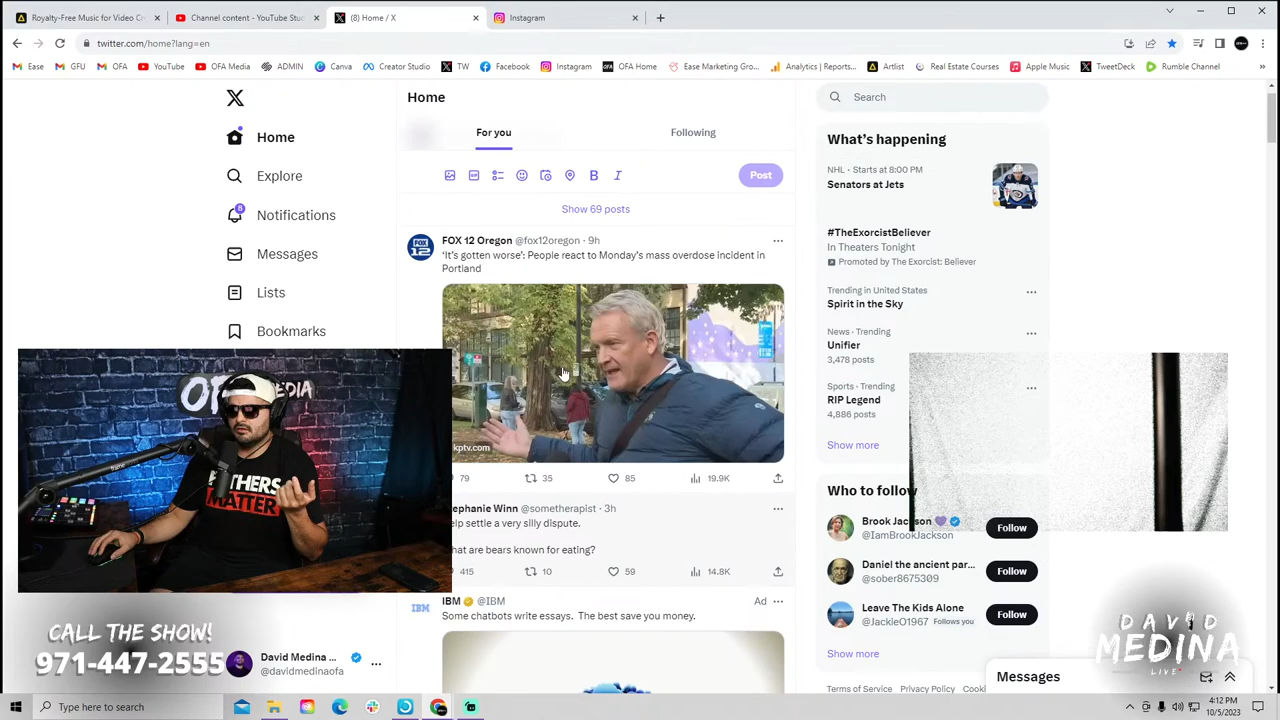 Royalty-Free Music for Video Cr
Channel content - YouTube Stu
(8) Home / X
Instagram
twitter.com/home?lang=en
Ease
GFU
OFA
YouTube
OFA Media
ADMIN
Canva
Creator Studio
TW
Facebook
Instagram
OFA Home
Ease Marketing Gro...
Analytics | Reports...
Artlist
Real Estate Courses
Apple Music
TweetDeck
Rumble Channel
Home
Explore
Notifications
8
Messages
Lists
Bookmarks
David Medina ...
@davidmedinaofa
Home
For you
Following
Post
Show 69 posts
FOX 12 Oregon @fox12oregon · 9h
'It's gotten worse': People react to Monday's mass overdose incident in
Portland
kptv.com
79
35
85
19.9K
ephanie Winn @sometherapist · 3h
elp settle a very silly dispute.
hat are bears known for eating?
415
10
59
14.8K
IBM @IBM
Ad
Some chatbots write essays. The best save you money.
Search
What's happening
NHL · Starts at 8:00 PM
Senators at Jets
#TheExorcistBeliever
In Theaters Tonight
Promoted by The Exorcist: Believer
Trending in United States
Spirit in the Sky
News · Trending
Unifier
3,478 posts
Sports · Trending
RIP Legend
4,886 posts
Show more
Who to follow
Brook Jackson
@IamBrookJackson
Follow
Daniel the ancient par...
@sober8675309
Follow
Leave The Kids Alone
@JackieO1967 Follows you
Follow
Show more
Terms of Service Privacy Policy Cooki
Messages
MEDIA
MATTER
CALL THE SHOW!
971-447-2555
DAVID
MEDINA
LIVE
Type here to search
4:12 PM
10/5/2023